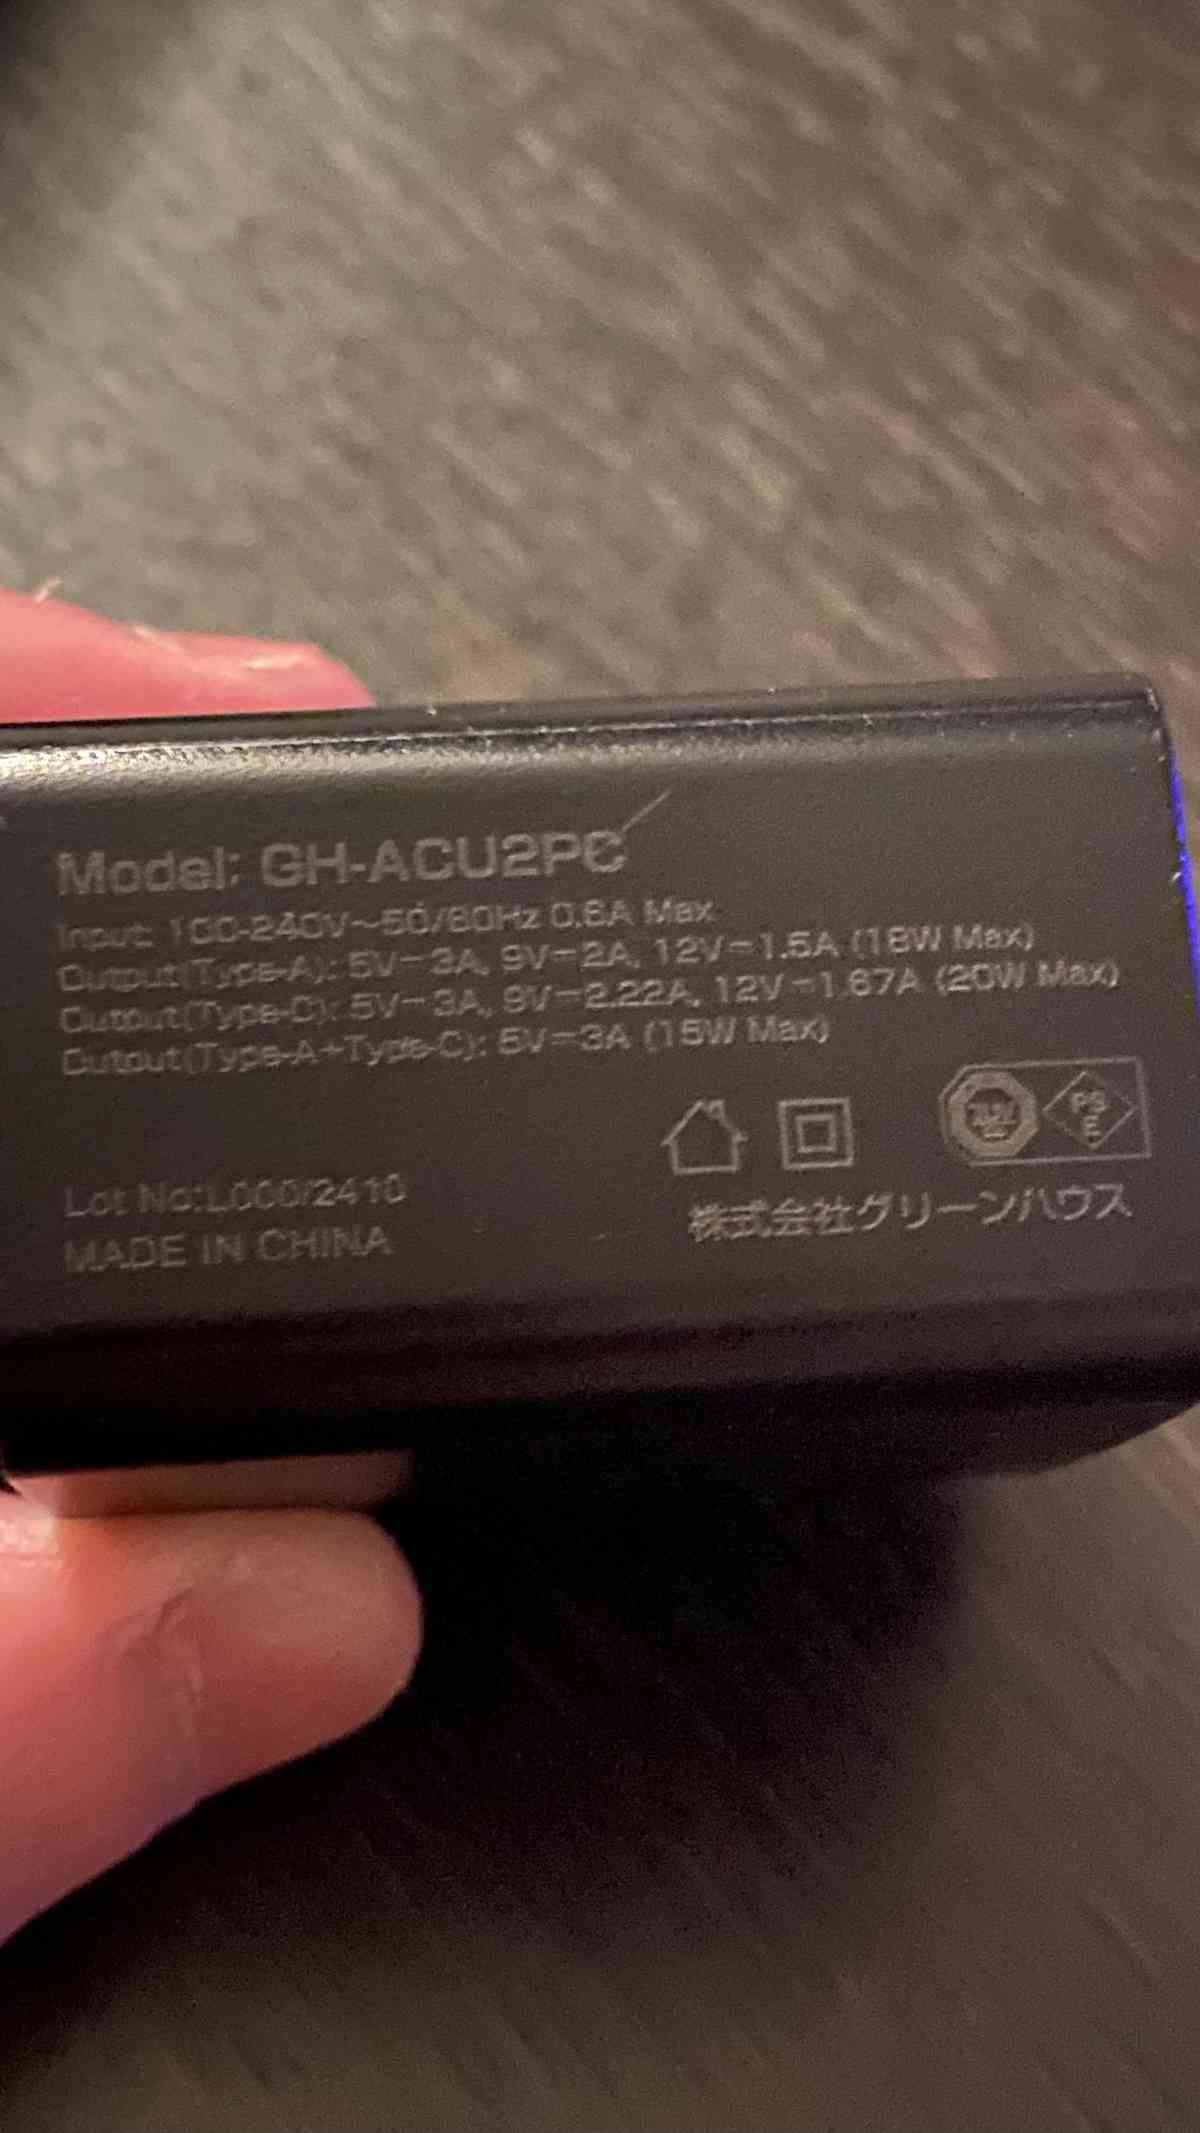 Model: GH-ACU2PC
Input: 100-240V~50/60Hz 0.6A Max
Output(Type-A): 5V⎓3A, 9V⎓2A, 12V⎓1.5A (18W Max)
Output(Type-C): 5V⎓3A, 9V⎓2.22A, 12V⎓1.67A (20W Max)
Output(Type-A+Type-C): 5V⎓3A (15W Max)
PS
E
Lot No:L000/2410
MADE IN CHINA
株式会社グリーンハウス